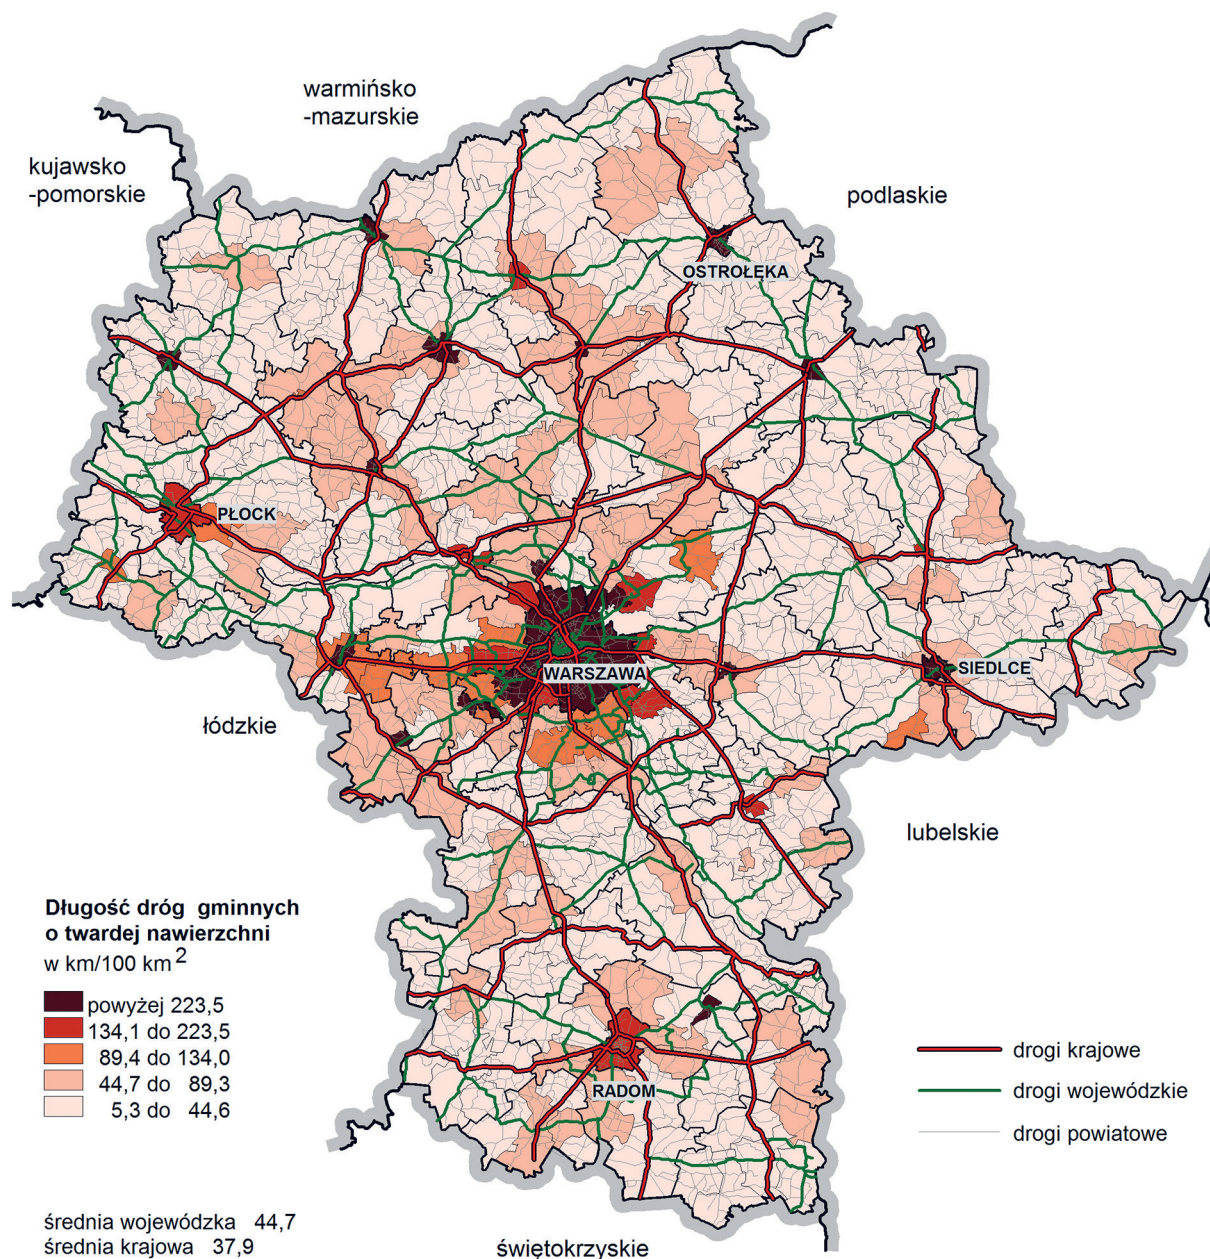 warmińsko
-mazurskie
kujawsko
-pomorskie
podlaskie
OSTROŁĘKA
PŁOCK
WARSZAWA
SIEDLCE
łódzkie
lubelskie
Długość dróg gminnych
o twardej nawierzchni
w km/100 km²
powyżej 223,5
134,1 do 223,5
89,4 do 134,0
44,7 do 89,3
5,3 do 44,6
drogi krajowe
drogi wojewódzkie
drogi powiatowe
RADOM
średnia wojewódzka 44,7
średnia krajowa 37,9
świętokrzyskie